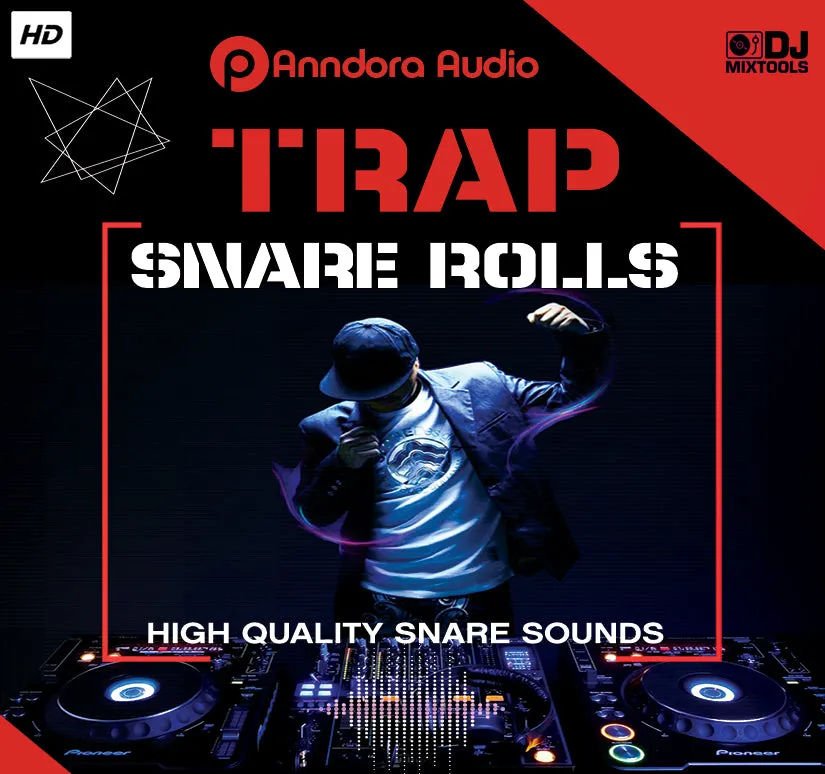 HD
Anndora Audio
DJ
MIXTOOLS
TRAP
SNARE ROLLS
HIGH QUALITY SNARE SOUNDS
Pioneer
Pioneer